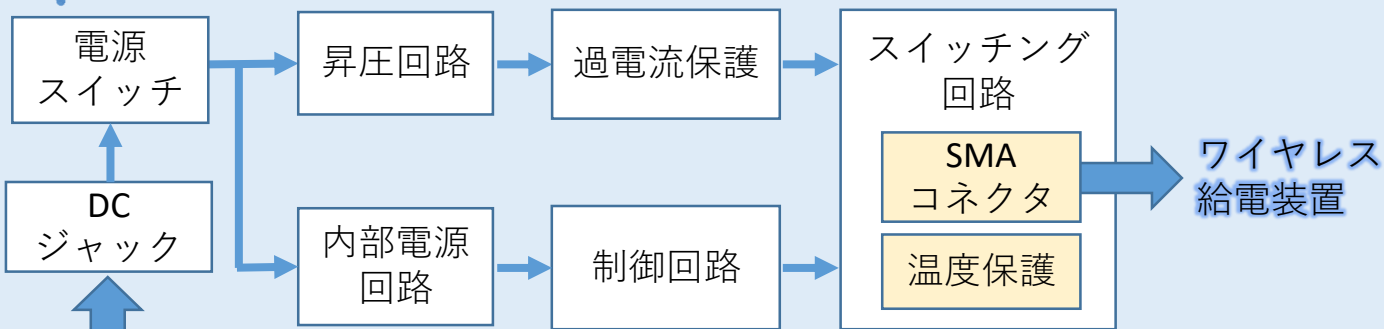 電源
スイッチ
昇圧回路
過電流保護
スイッチング
回路
SMA
コネクタ
ワイヤレス
給電装置
DC
ジャック
内部電源
回路
制御回路
温度保護